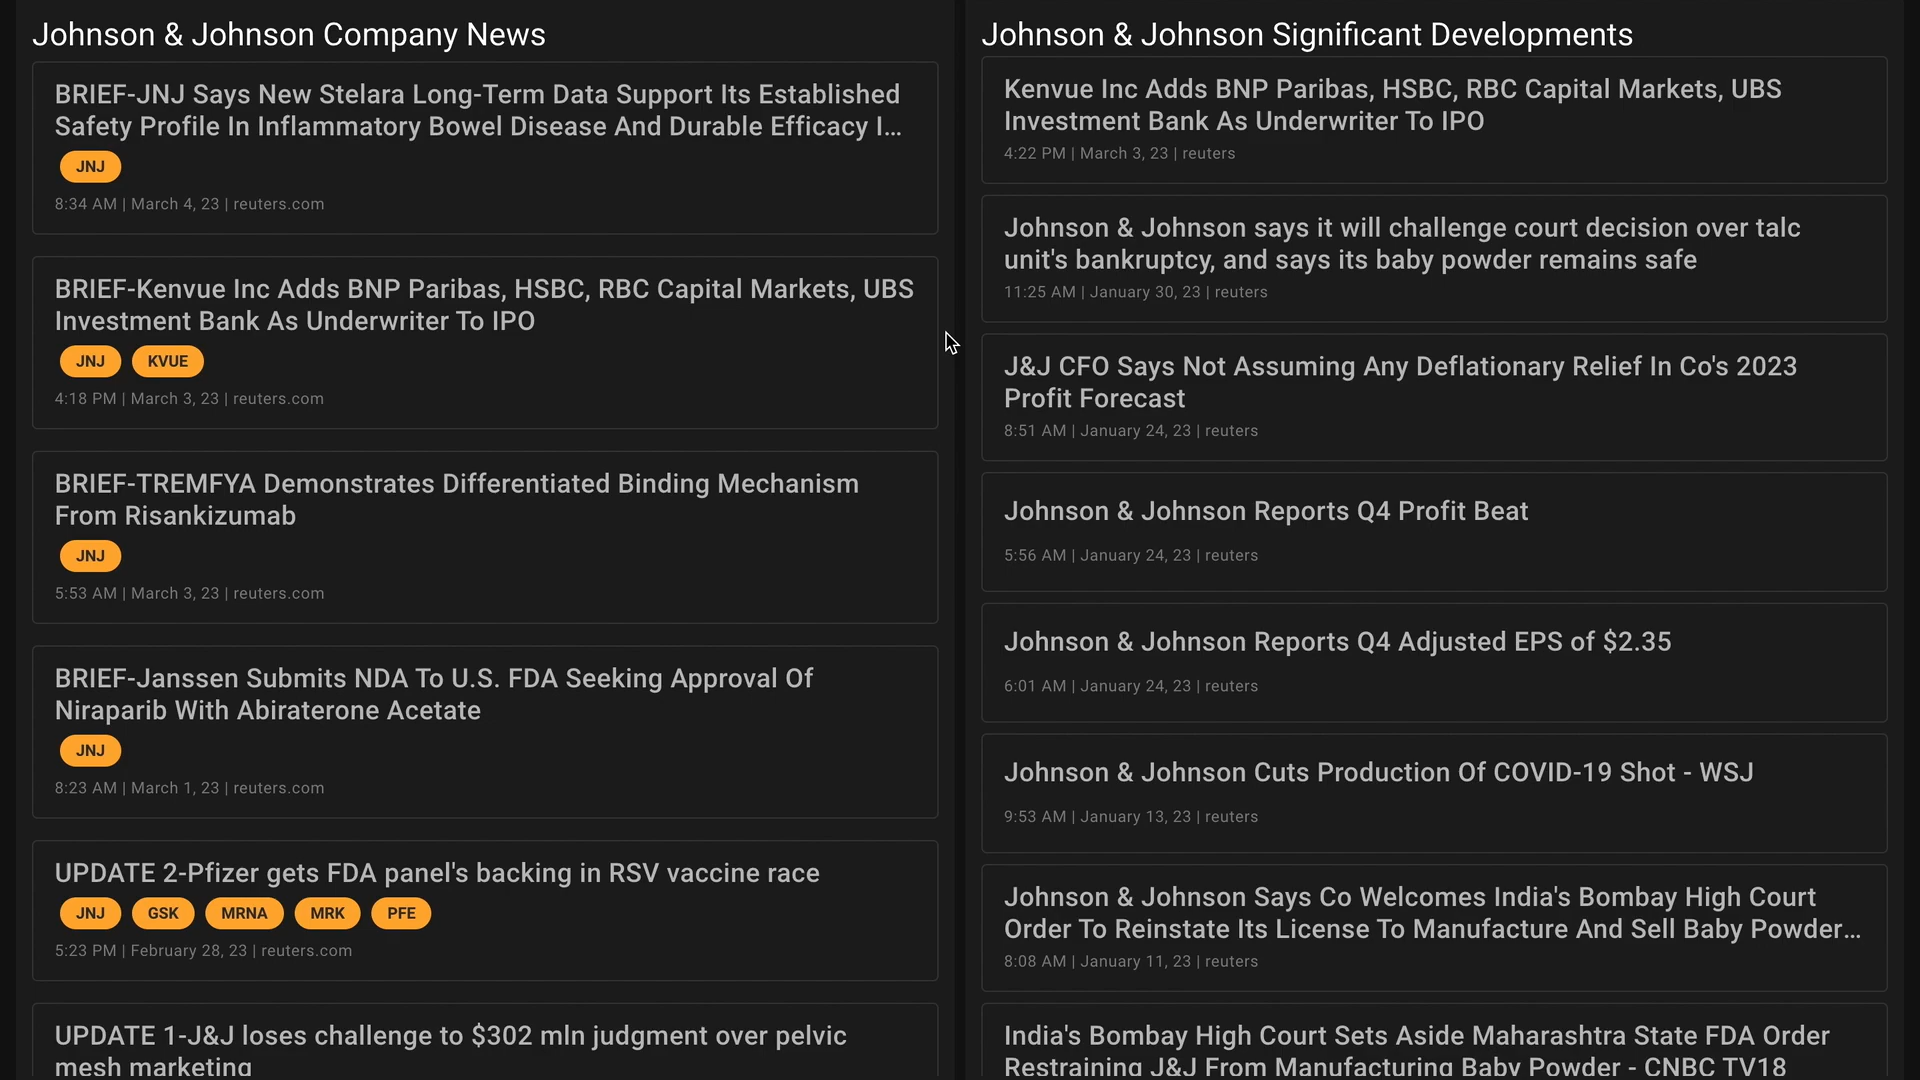 Johnson & Johnson Company News
BRIEF-JNJ Says New Stelara Long-Term Data Support Its Established
Safety Profile In Inflammatory Bowel Disease And Durable Efficacy I...
JNJ
8:34 AM | March 4, 23 | reuters.com
BRIEF-Kenvue Inc Adds BNP Paribas, HSBC, RBC Capital Markets, UBS
Investment Bank As Underwriter To IPO
JNJ KVUE
4:18 PM | March 3, 23 | reuters.com
BRIEF-TREMFYA Demonstrates Differentiated Binding Mechanism
From Risankizumab
JNJ
5:53 AM | March 3, 23 | reuters.com
BRIEF-Janssen Submits NDA To U.S. FDA Seeking Approval Of
Niraparib With Abiraterone Acetate
JNJ
8:23 AM | March 1, 23 | reuters.com
UPDATE 2-Pfizer gets FDA panel's backing in RSV vaccine race
JNJ GSK MRNA MRK PFE
5:23 PM | February 28, 23 | reuters.com
UPDATE 1-J&J loses challenge to $302 mln judgment over pelvic
mesh marketing
Johnson & Johnson Significant Developments
Kenvue Inc Adds BNP Paribas, HSBC, RBC Capital Markets, UBS
Investment Bank As Underwriter To IPO
4:22 PM | March 3, 23 | reuters
Johnson & Johnson says it will challenge court decision over talc
unit's bankruptcy, and says its baby powder remains safe
11:25 AM | January 30, 23 | reuters
J&J CFO Says Not Assuming Any Deflationary Relief In Co's 2023
Profit Forecast
8:51 AM | January 24, 23 | reuters
Johnson & Johnson Reports Q4 Profit Beat
5:56 AM | January 24, 23 | reuters
Johnson & Johnson Reports Q4 Adjusted EPS of $2.35
6:01 AM | January 24, 23 | reuters
Johnson & Johnson Cuts Production Of COVID-19 Shot - WSJ
9:53 AM | January 13, 23 | reuters
Johnson & Johnson Says Co Welcomes India's Bombay High Court
Order To Reinstate Its License To Manufacture And Sell Baby Powder...
8:08 AM | January 11, 23 | reuters
India's Bombay High Court Sets Aside Maharashtra State FDA Order
Restraining J&J From Manufacturing Baby Powder - CNBC TV18